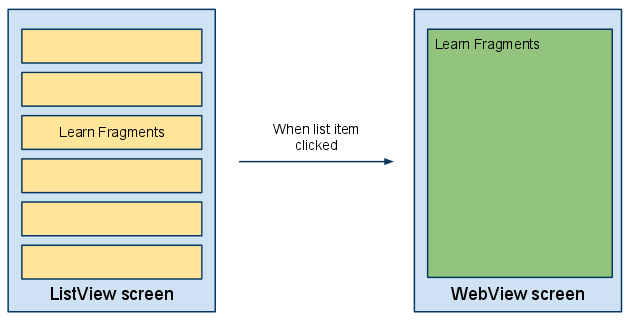 Learn Fragments
ListView screen
When list item
clicked
Learn Fragments
WebView screen